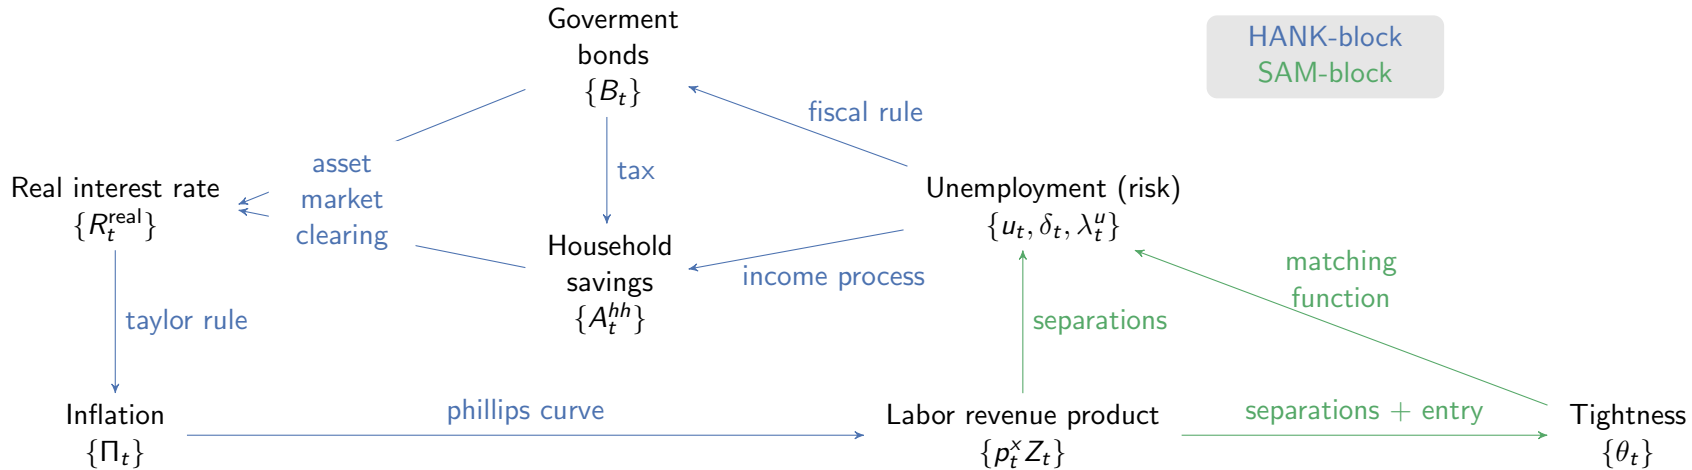 Goverment
bonds
{B_t}
HANK-block
SAM-block
fiscal rule
asset
market
clearing
tax
Real interest rate
{R_t^real}
Unemployment (risk)
{u_t, δ_t, λ_t^u}
Household
savings
{A_t^hh}
income process
matching
function
taylor rule
separations
Inflation
{Π_t}
phillips curve
Labor revenue product
{p_t^x Z_t}
separations + entry
Tightness
{θ_t}